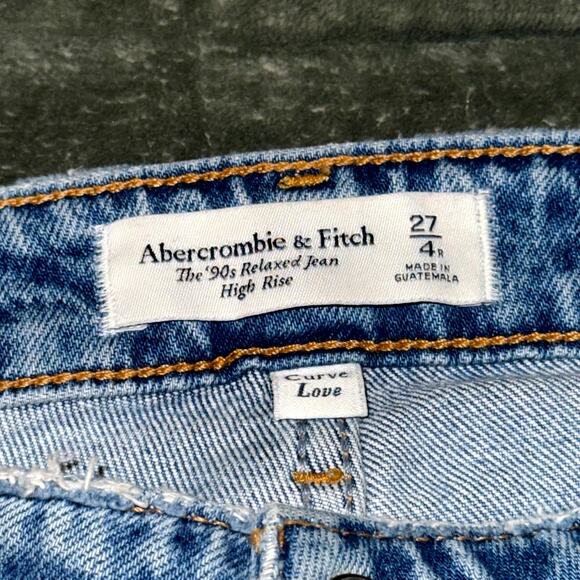 Abercrombie & Fitch
The '90s Relaxed Jean
High Rise
27
4R
MADE IN
GUATEMALA
Curve
Love